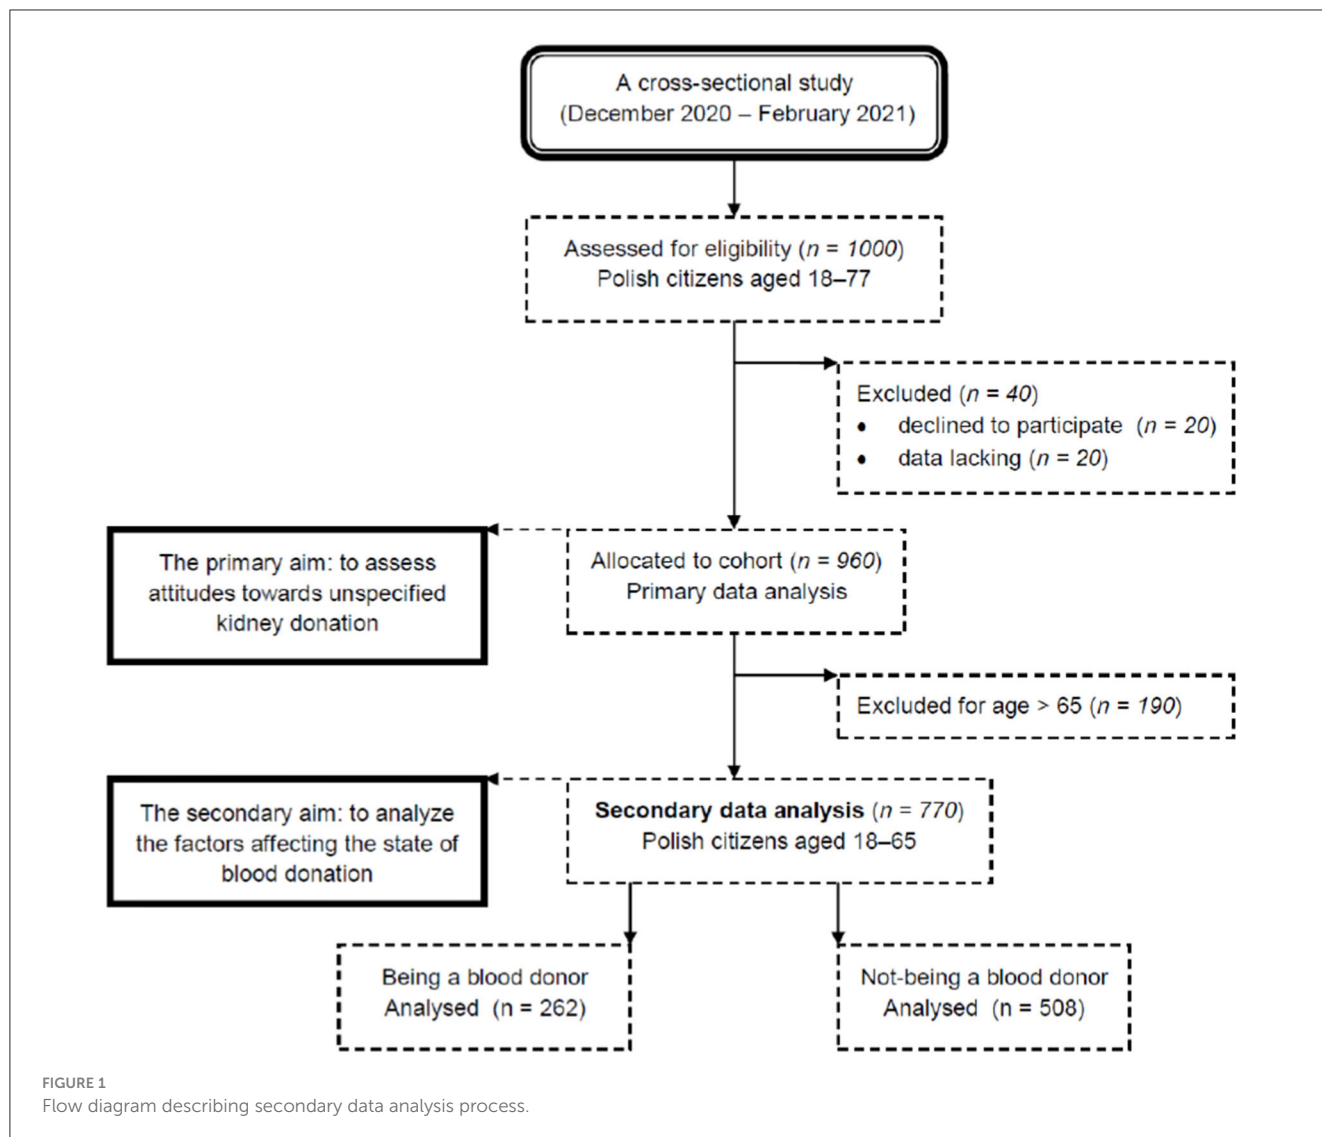 A cross-sectional study
(December 2020 – February 2021)
Assessed for eligibility (n = 1000)
Polish citizens aged 18–77
Excluded (n = 40)
• declined to participate (n = 20)
• data lacking (n = 20)
The primary aim: to assess
attitudes towards unspecified
kidney donation
Allocated to cohort (n = 960)
Primary data analysis
Excluded for age > 65 (n = 190)
The secondary aim: to analyze
the factors affecting the state of
blood donation
Secondary data analysis (n = 770)
Polish citizens aged 18–65
Being a blood donor
Analysed (n = 262)
Not-being a blood donor
Analysed (n = 508)
FIGURE 1
Flow diagram describing secondary data analysis process.